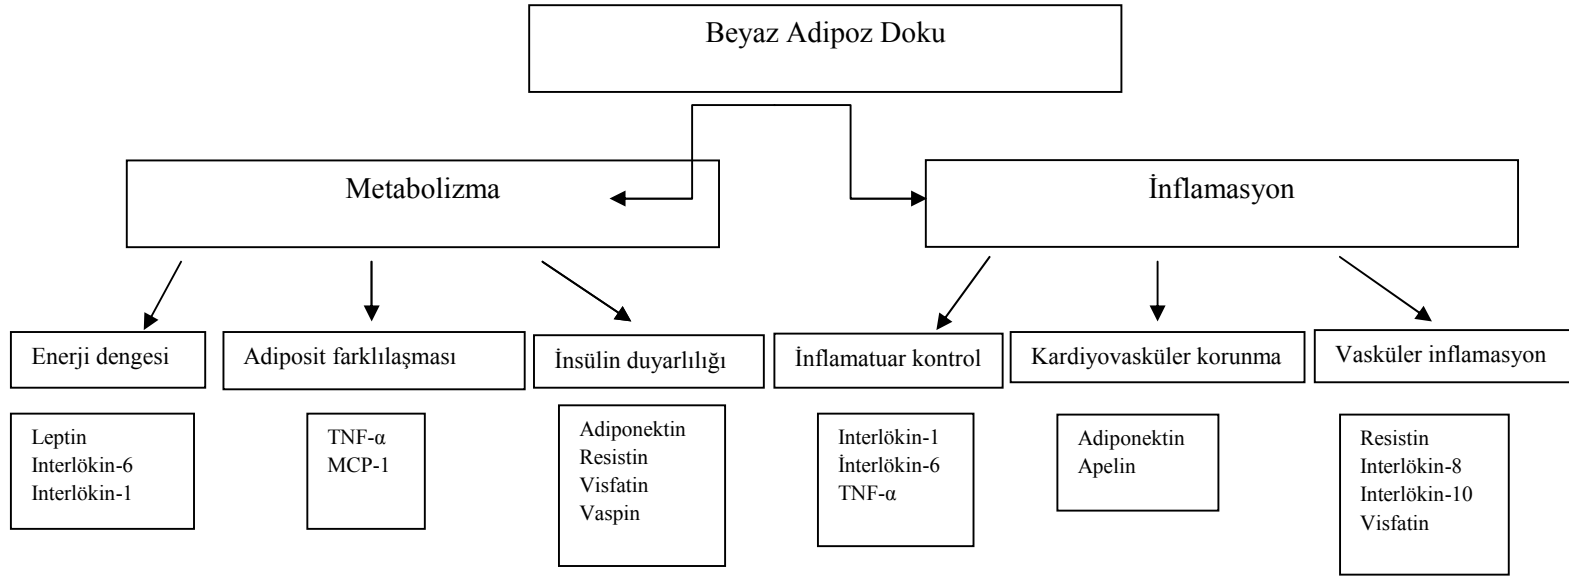 Beyaz Adipoz Doku
Metabolizma
İnflamasyon
Enerji dengesi
Adiposit farklılaşması
İnsülin duyarlılığı
İnflamatuar kontrol
Kardiyovasküler korunma
Vasküler inflamasyon
Leptin
Interlökin-6
Interlökin-1
TNF-α
MCP-1
Adiponektin
Resistin
Visfatin
Vaspin
Interlökin-1
İnterlökin-6
TNF-α
Adiponektin
Apelin
Resistin
Interlökin-8
Interlökin-10
Visfatin